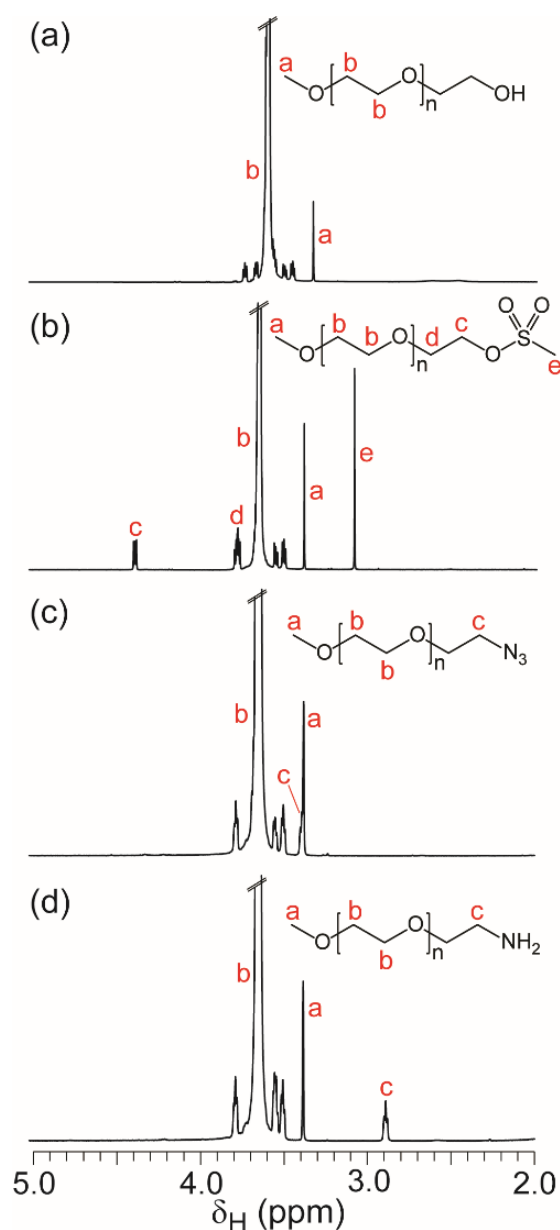 (a)
a b O OH
O [ ]n
b
b
a
(b)
O O
a b b O d c S
O [ ]n O e
b
e
a
c d
(c)
a b O c
O [ ]n N3
b
b
a
c
(d)
a b O c
O [ ]n NH2
b
b
a
c
5.0 4.0 3.0 2.0
δH (ppm)